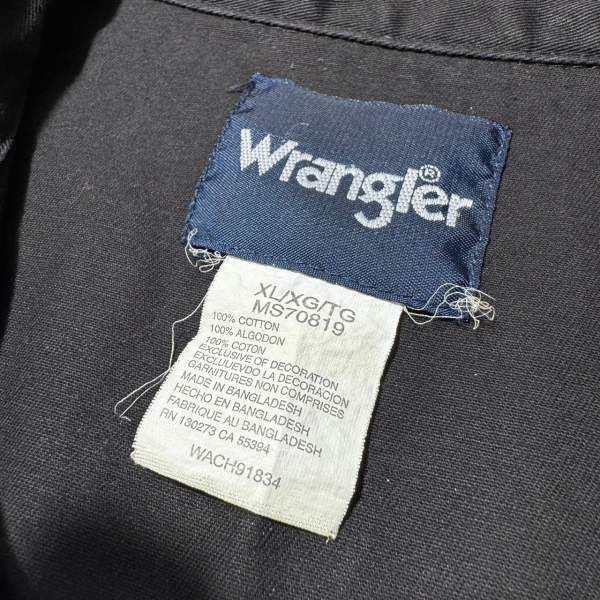 Wrangler®
XL/XG/TG
MS70819
100% COTTON
100% ALGODON
100% COTON
EXCLUSIVE OF DECORATION
EXCLUEVDO LA DECORACION
GARNITURES NON COMPRISES
MADE IN BANGLADESH
HECHO EN BANGLADESH
FABRIQUE AU BANGLADESH
RN 130273 CA 55394
WACH91834